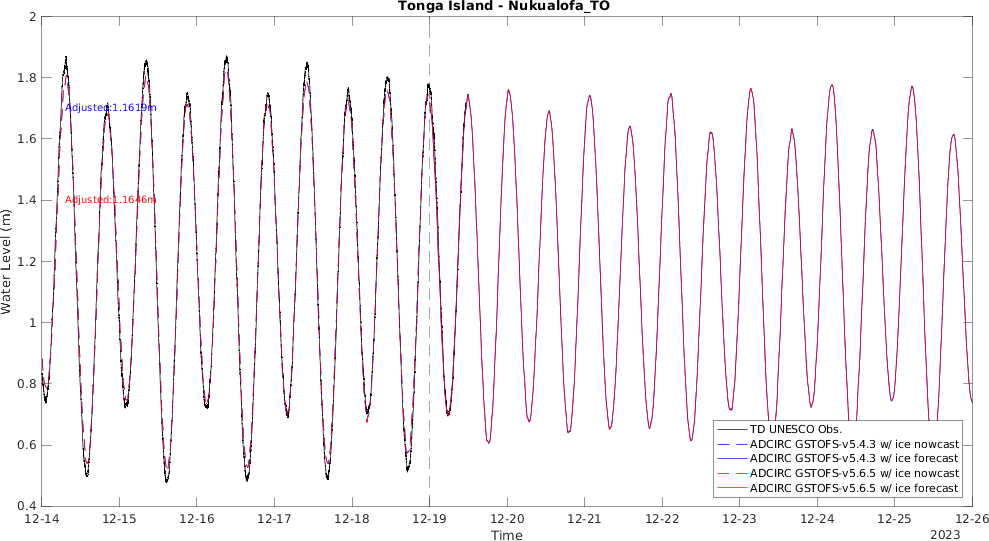 Tonga Island - Nukualofa_TO
2
1.8
Adjusted:1.1619m
1.6
1.4
Adjusted:1.1646m
1.2
1
0.8
0.6
0.4
Water Level (m)
TD UNESCO Obs.
ADCIRC GSTOFS-v5.4.3 w/ ice nowcast
ADCIRC GSTOFS-v5.4.3 w/ ice forecast
ADCIRC GSTOFS-v5.6.5 w/ ice nowcast
ADCIRC GSTOFS-v5.6.5 w/ ice forecast
12-14 12-15 12-16 12-17 12-18 12-19 12-20 12-21 12-22 12-23 12-24 12-25 12-26
Time
2023